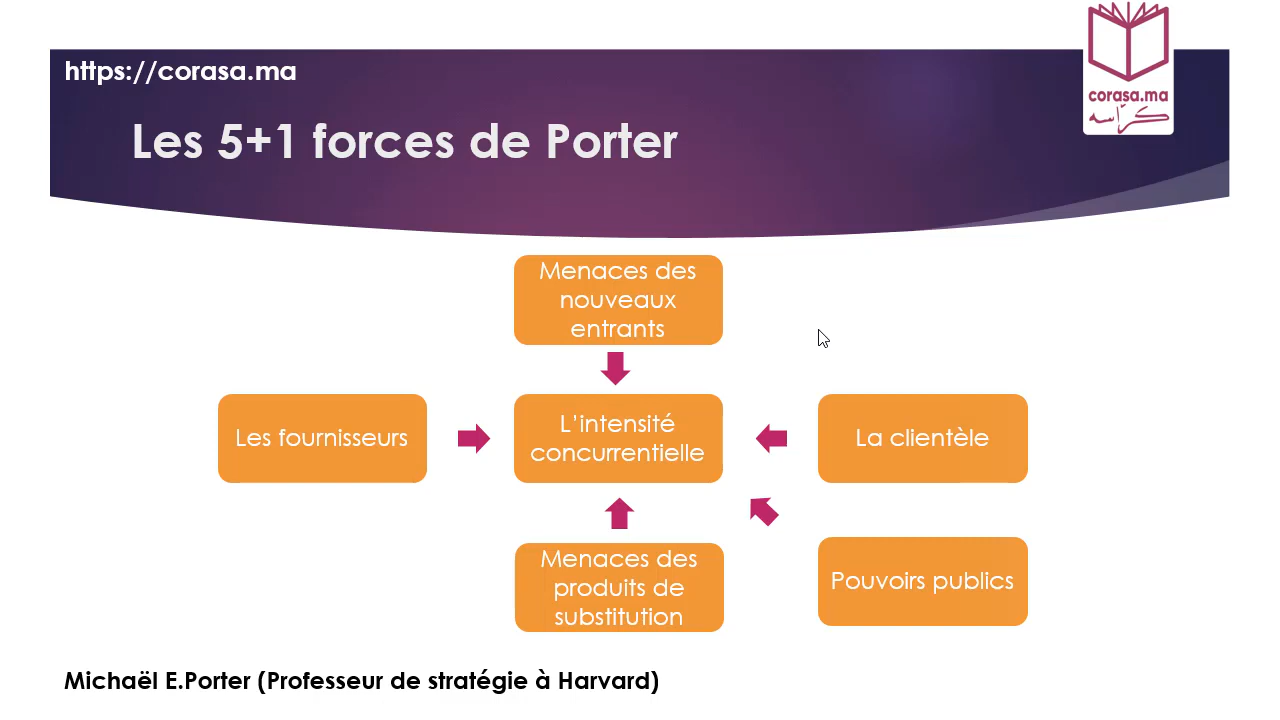 https://corasa.ma
corasa.ma
كراسه
Les 5+1 forces de Porter
Menaces des
nouveaux
entrants
Les fournisseurs
L'intensité
concurrentielle
La clientèle
Menaces des
produits de
substitution
Pouvoirs publics
Michaël E.Porter (Professeur de stratégie à Harvard)